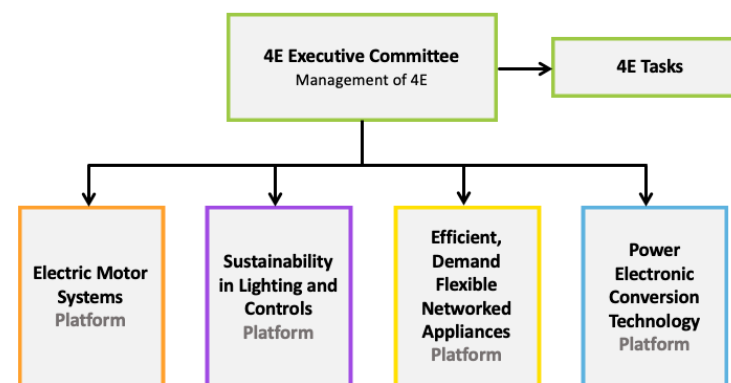 4E Executive Committee
Management of 4E
4E Tasks
Electric Motor
Systems
Platform
Sustainability
in Lighting and
Controls
Platform
Efficient,
Demand
Flexible
Networked
Appliances
Platform
Power
Electronic
Conversion
Technology
Platform